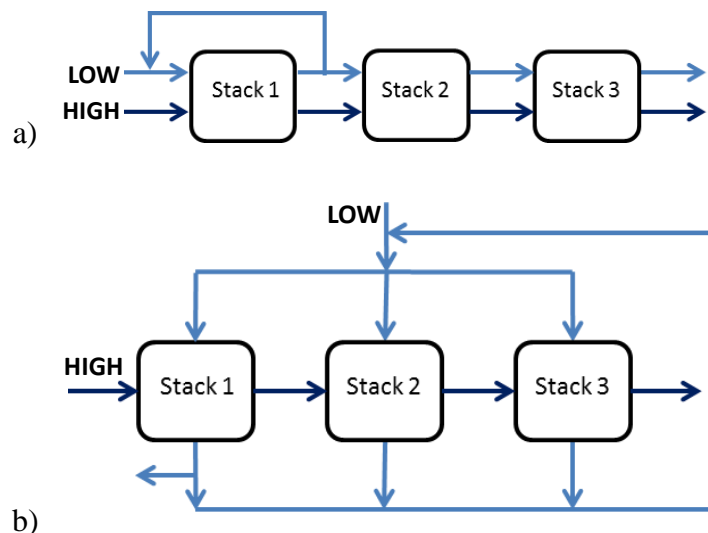 LOW
Stack 1
Stack 2
Stack 3
HIGH
a)
LOW
HIGH
Stack 1
Stack 2
Stack 3
b)